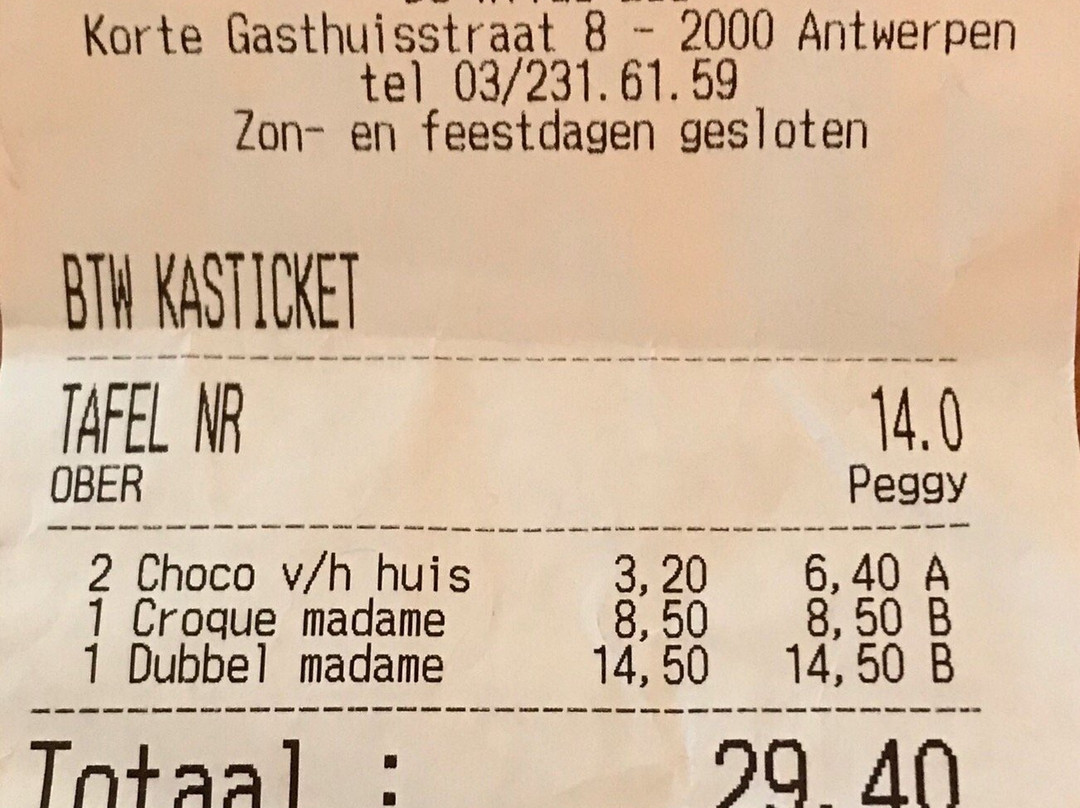 Korte Gasthuisstraat 8 - 2000 Antwerpen
tel 03/231.61.59
Zon- en feestdagen gesloten
BTW KASTICKET
TAFEL NR 14.0
OBER Peggy
2 Choco v/h huis 3,20 6,40 A
1 Croque madame 8,50 8,50 B
1 Dubbel madame 14,50 14,50 B
Totaal : 29,40